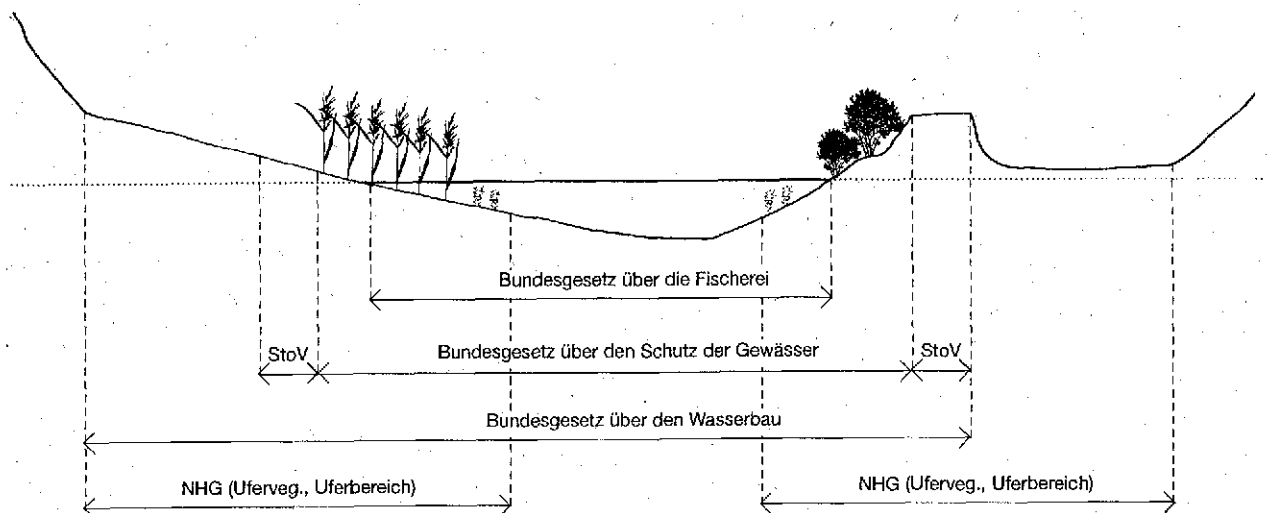 Bundesgesetz über die Fischerei
StoV
Bundesgesetz über den Schutz der Gewässer
StoV
Bundesgesetz über den Wasserbau
NHG (Uferveg., Uferbereich)
NHG (Uferveg., Uferbereich)